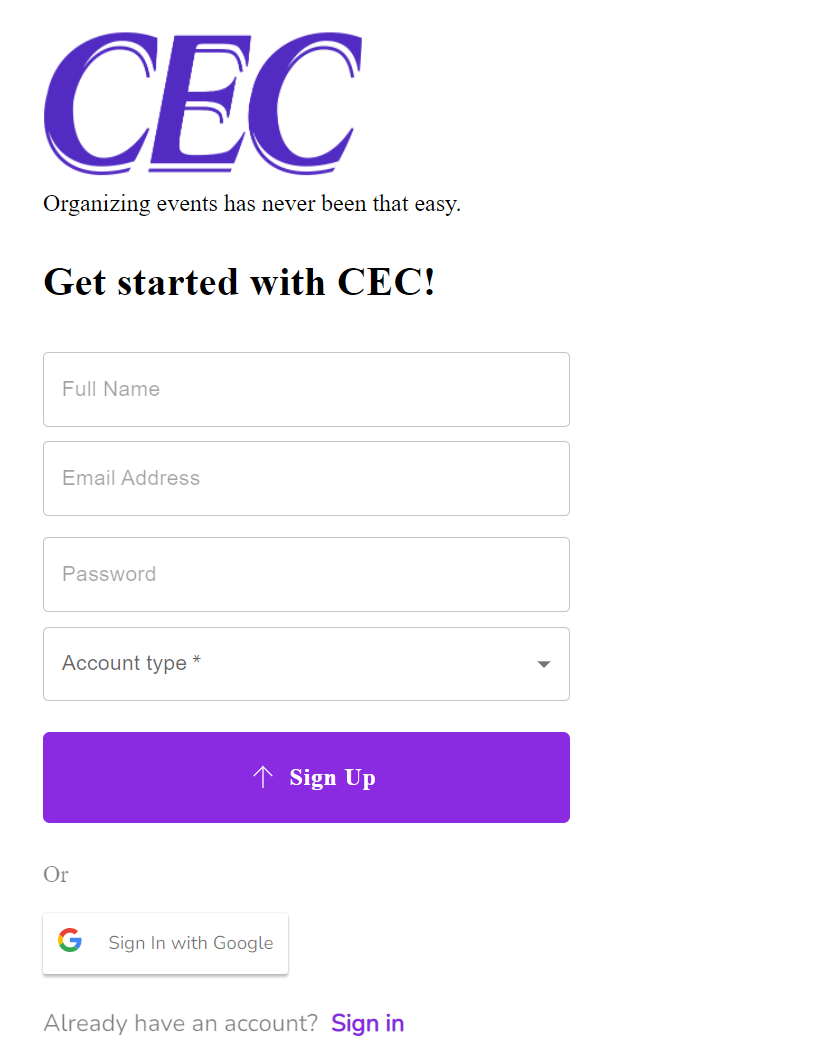 CEC
Organizing events has never been that easy.
Get started with CEC!
Full Name
Email Address
Password
Account type *
Sign Up
Or
Sign In with Google
Already have an account? Sign in